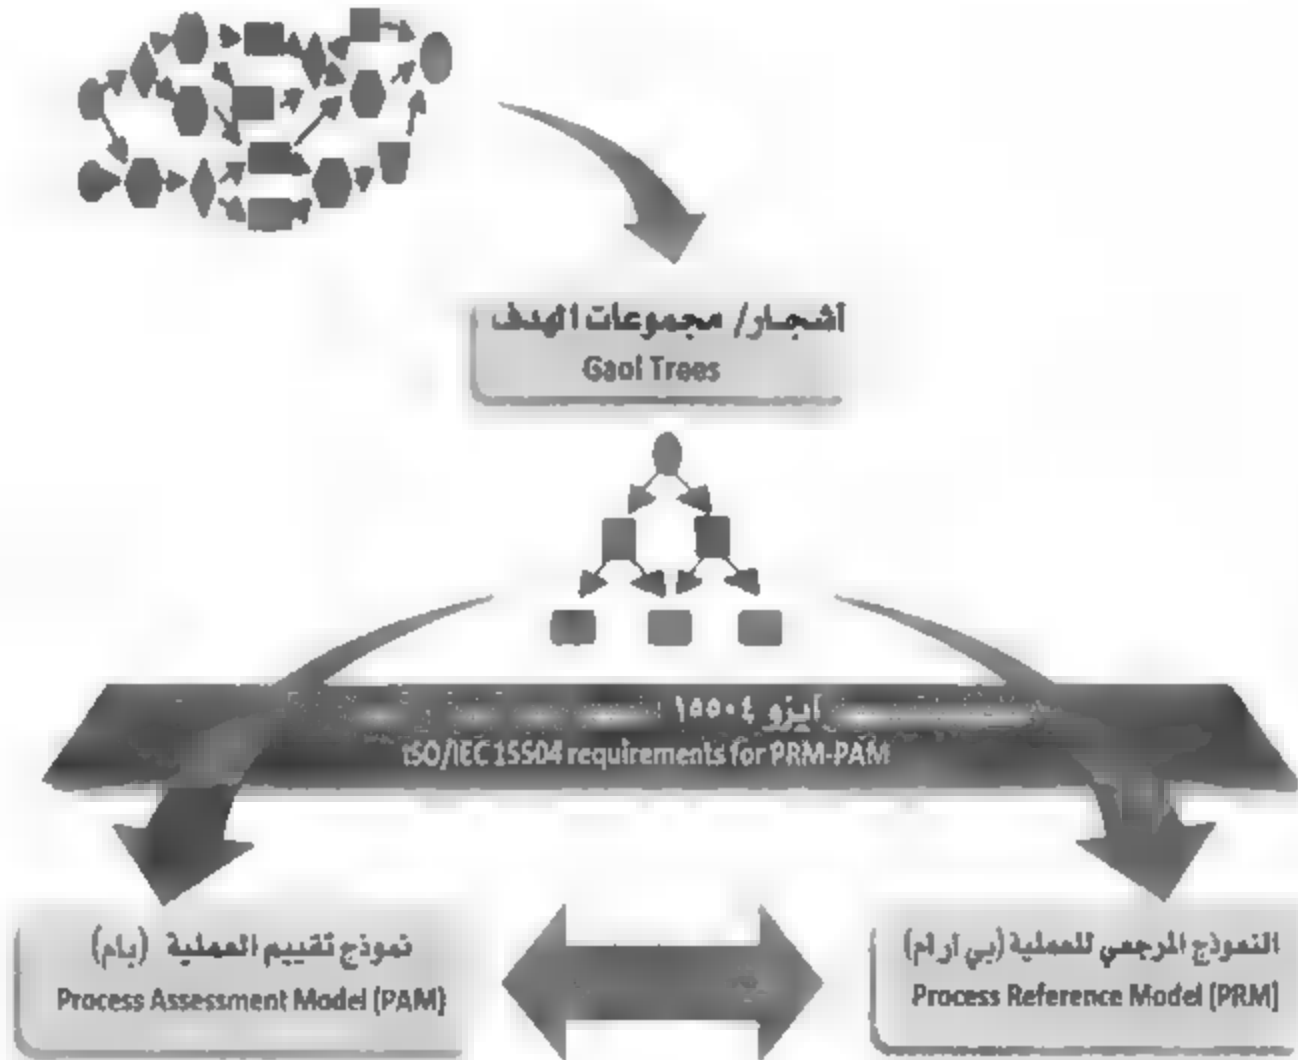 أشجار/ مجموعات الهدف
Gaol Trees
آيزو ١٥٥٠٤
ISO/IEC 15504 requirements for PRM-PAM
نموذج تقييم العملية (بام)
Process Assessment Model (PAM)
النموذج المرجعي للعملية (بي ار ام)
Process Reference Model (PRM)